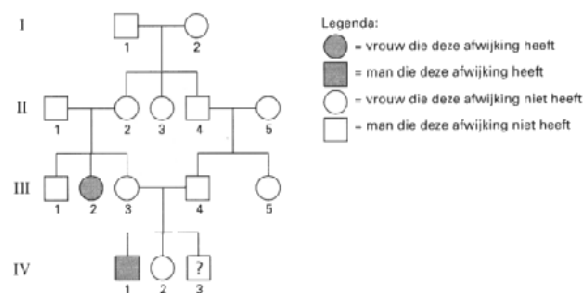 I
1 2
II
1 2 3 4 5
III
1 2 3 4 5
IV
?
1 2 3
Legenda:
= vrouw die deze afwijking heeft
= man die deze afwijking heeft
= vrouw die deze afwijking niet heeft
= man die deze afwijking niet heeft